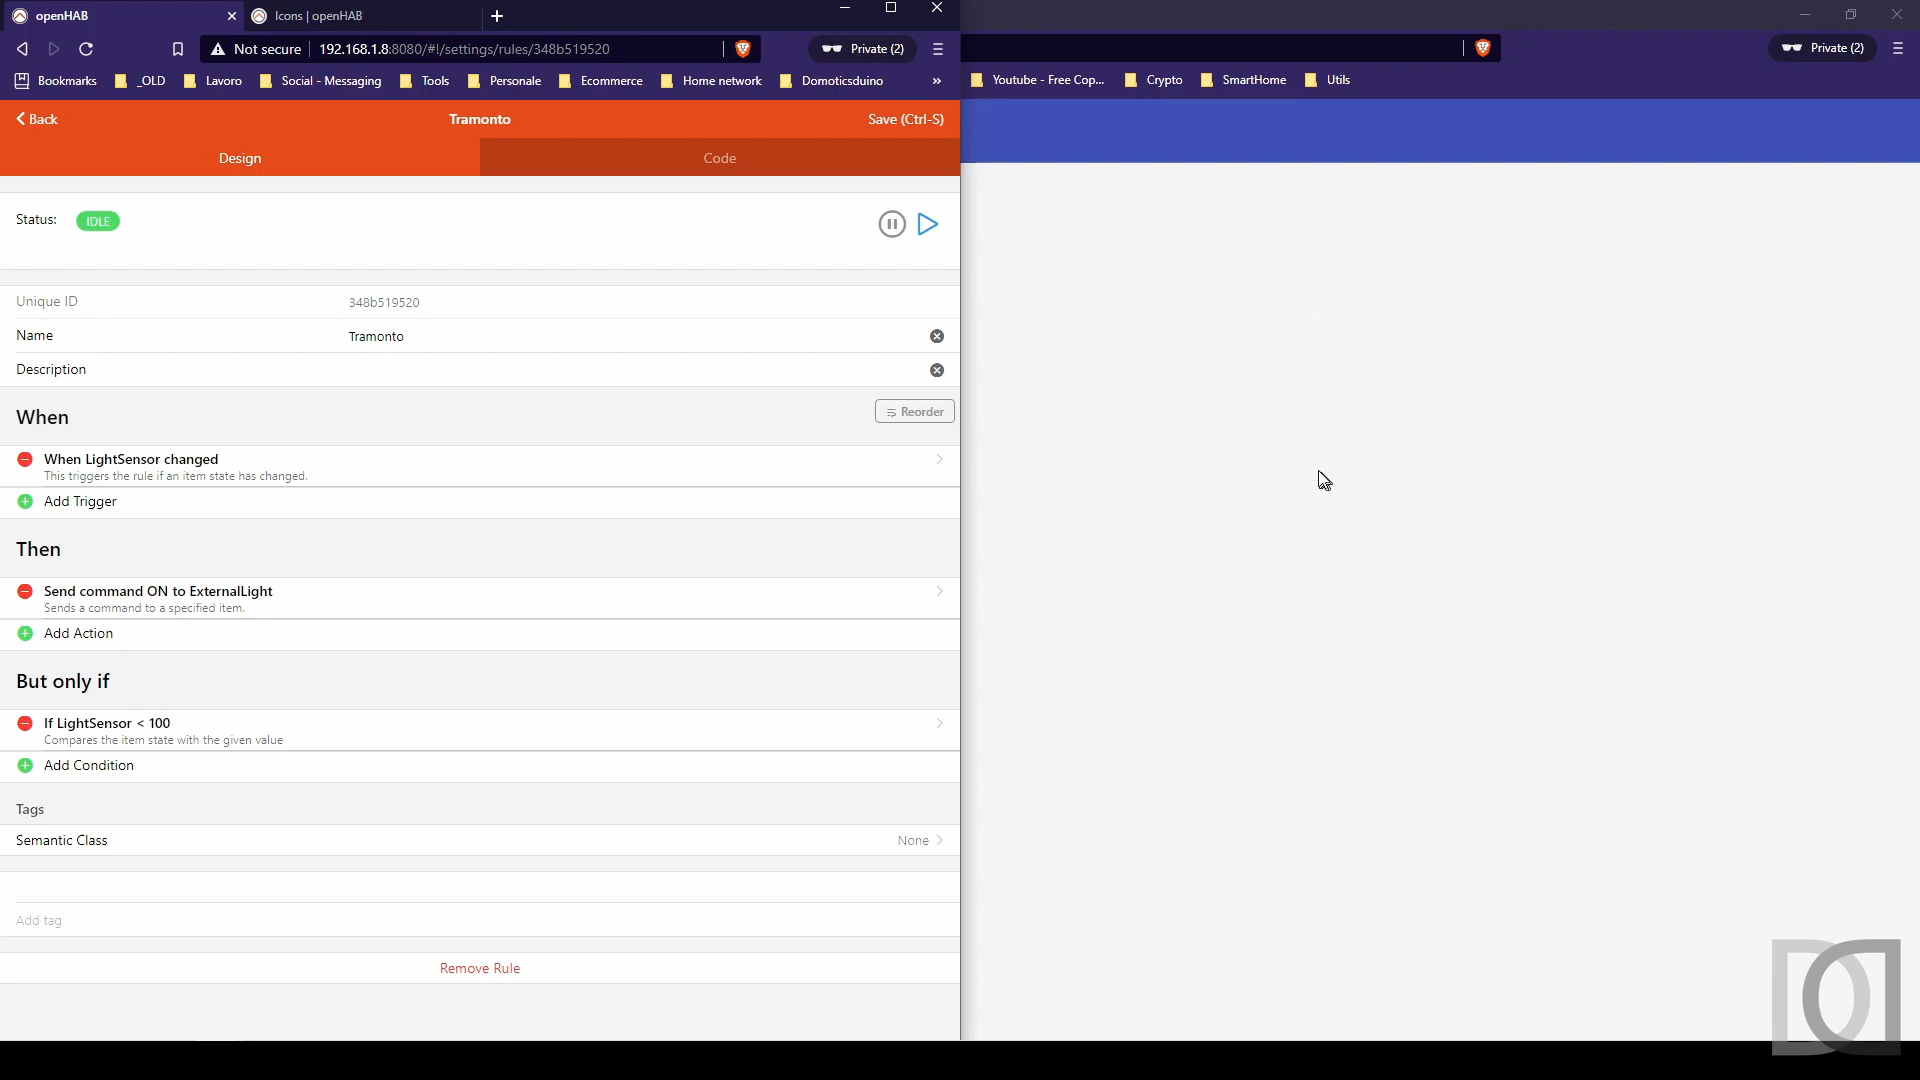 openHAB
Icons | openHAB
Not secure
192.168.1.8:8080/#!/settings/rules/348b519520
Private (2)
Private (2)
Bookmarks
_OLD
Lavoro
Social - Messaging
Tools
Personale
Ecommerce
Home network
Domoticsduino
»
Youtube - Free Cop...
Crypto
SmartHome
Utils
Back
Tramonto
Save (Ctrl-S)
Design
Code
Status:
IDLE
Unique ID
348b519520
Name
Tramonto
Description
When
Reorder
When LightSensor changed
This triggers the rule if an item state has changed.
Add Trigger
Then
Send command ON to ExternalLight
Sends a command to a specified item.
Add Action
But only if
If LightSensor < 100
Compares the item state with the given value
Add Condition
Tags
Semantic Class
None
Add tag
Remove Rule